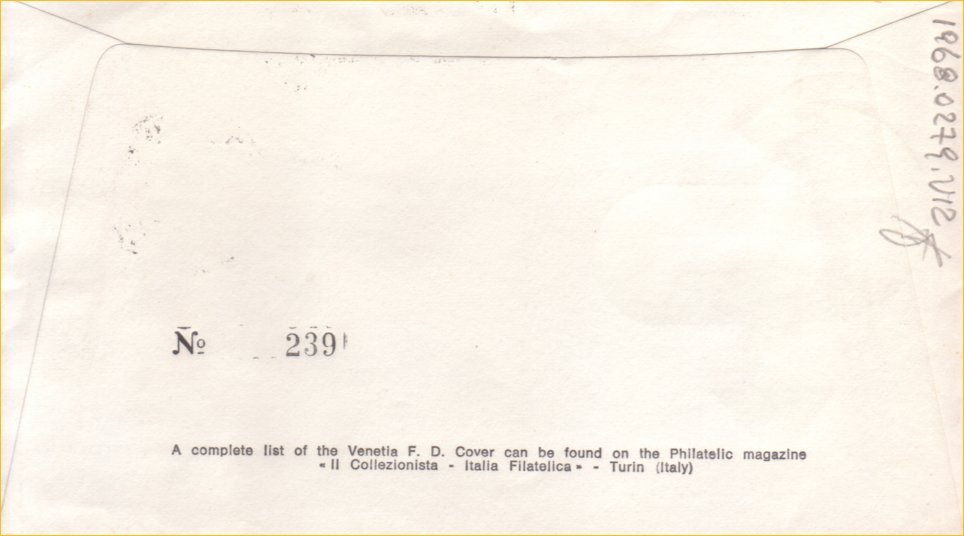 1968.0279.V12
Nº 239
A complete list of the Venetia F. D. Cover can be found on the Philatelic magazine
« Il Collezionista - Italia Filatelica » - Turin (Italy)